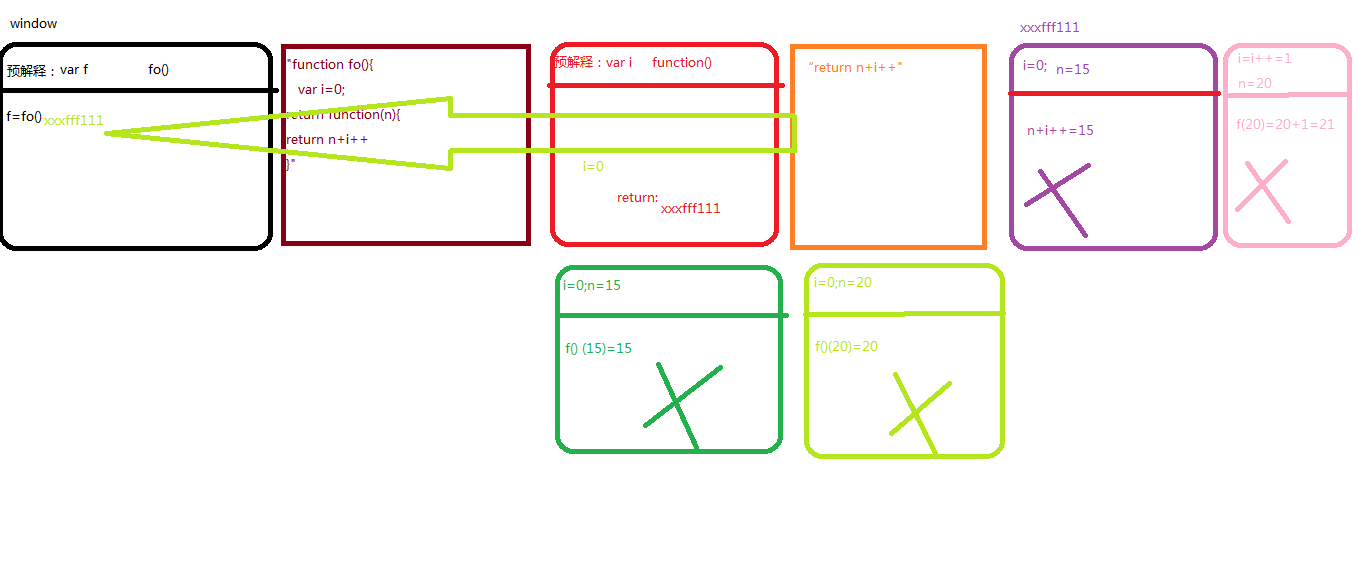 window
预解释：var f fo()
f=fo() xxxfff111
"function fo(){
var i=0;
return function(n){
return n+i++
}"
预解释：var i function()
i=0
return:
xxxfff111
"return n+i++"
xxxfff111
i=0; n=15
n+i++=15
i=i++=1
n=20
f(20)=20+1=21
i=0;n=15
f() (15)=15
i=0;n=20
f()(20)=20